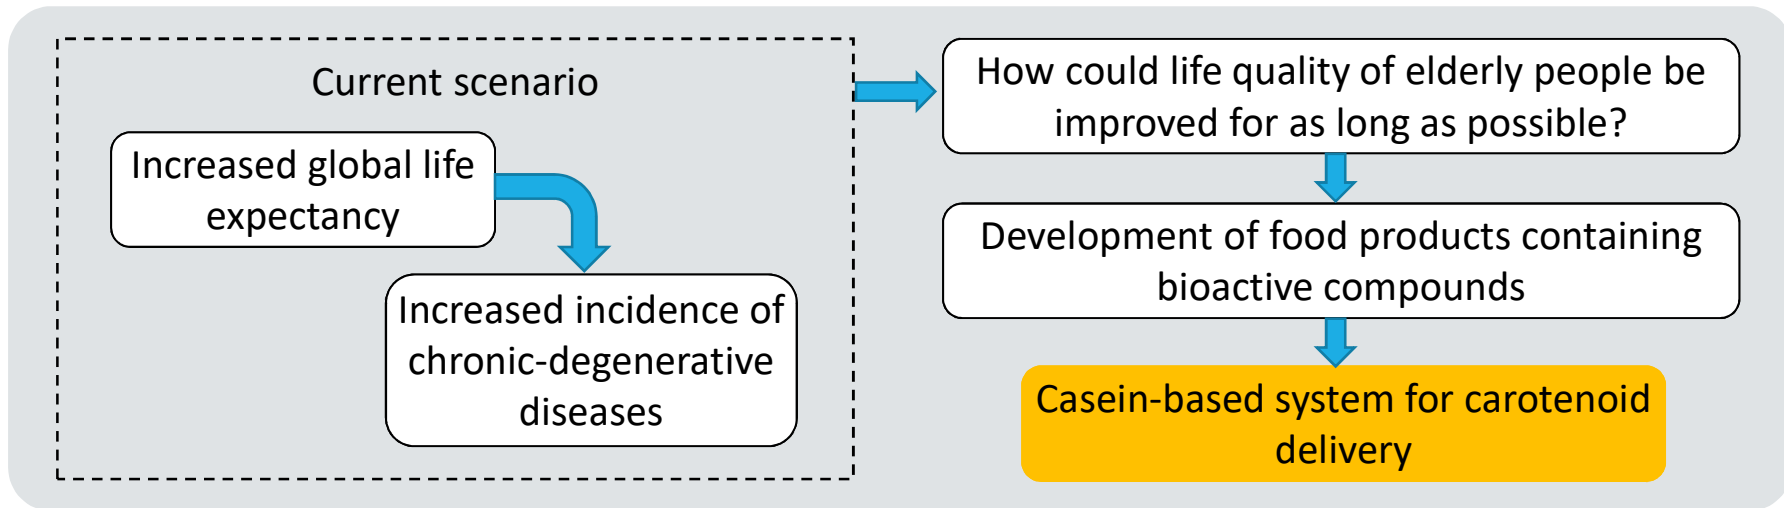 Current scenario
Increased global life
expectancy
Increased incidence of
chronic-degenerative
diseases
How could life quality of elderly people be
improved for as long as possible?
Development of food products containing
bioactive compounds
Casein-based system for carotenoid
delivery